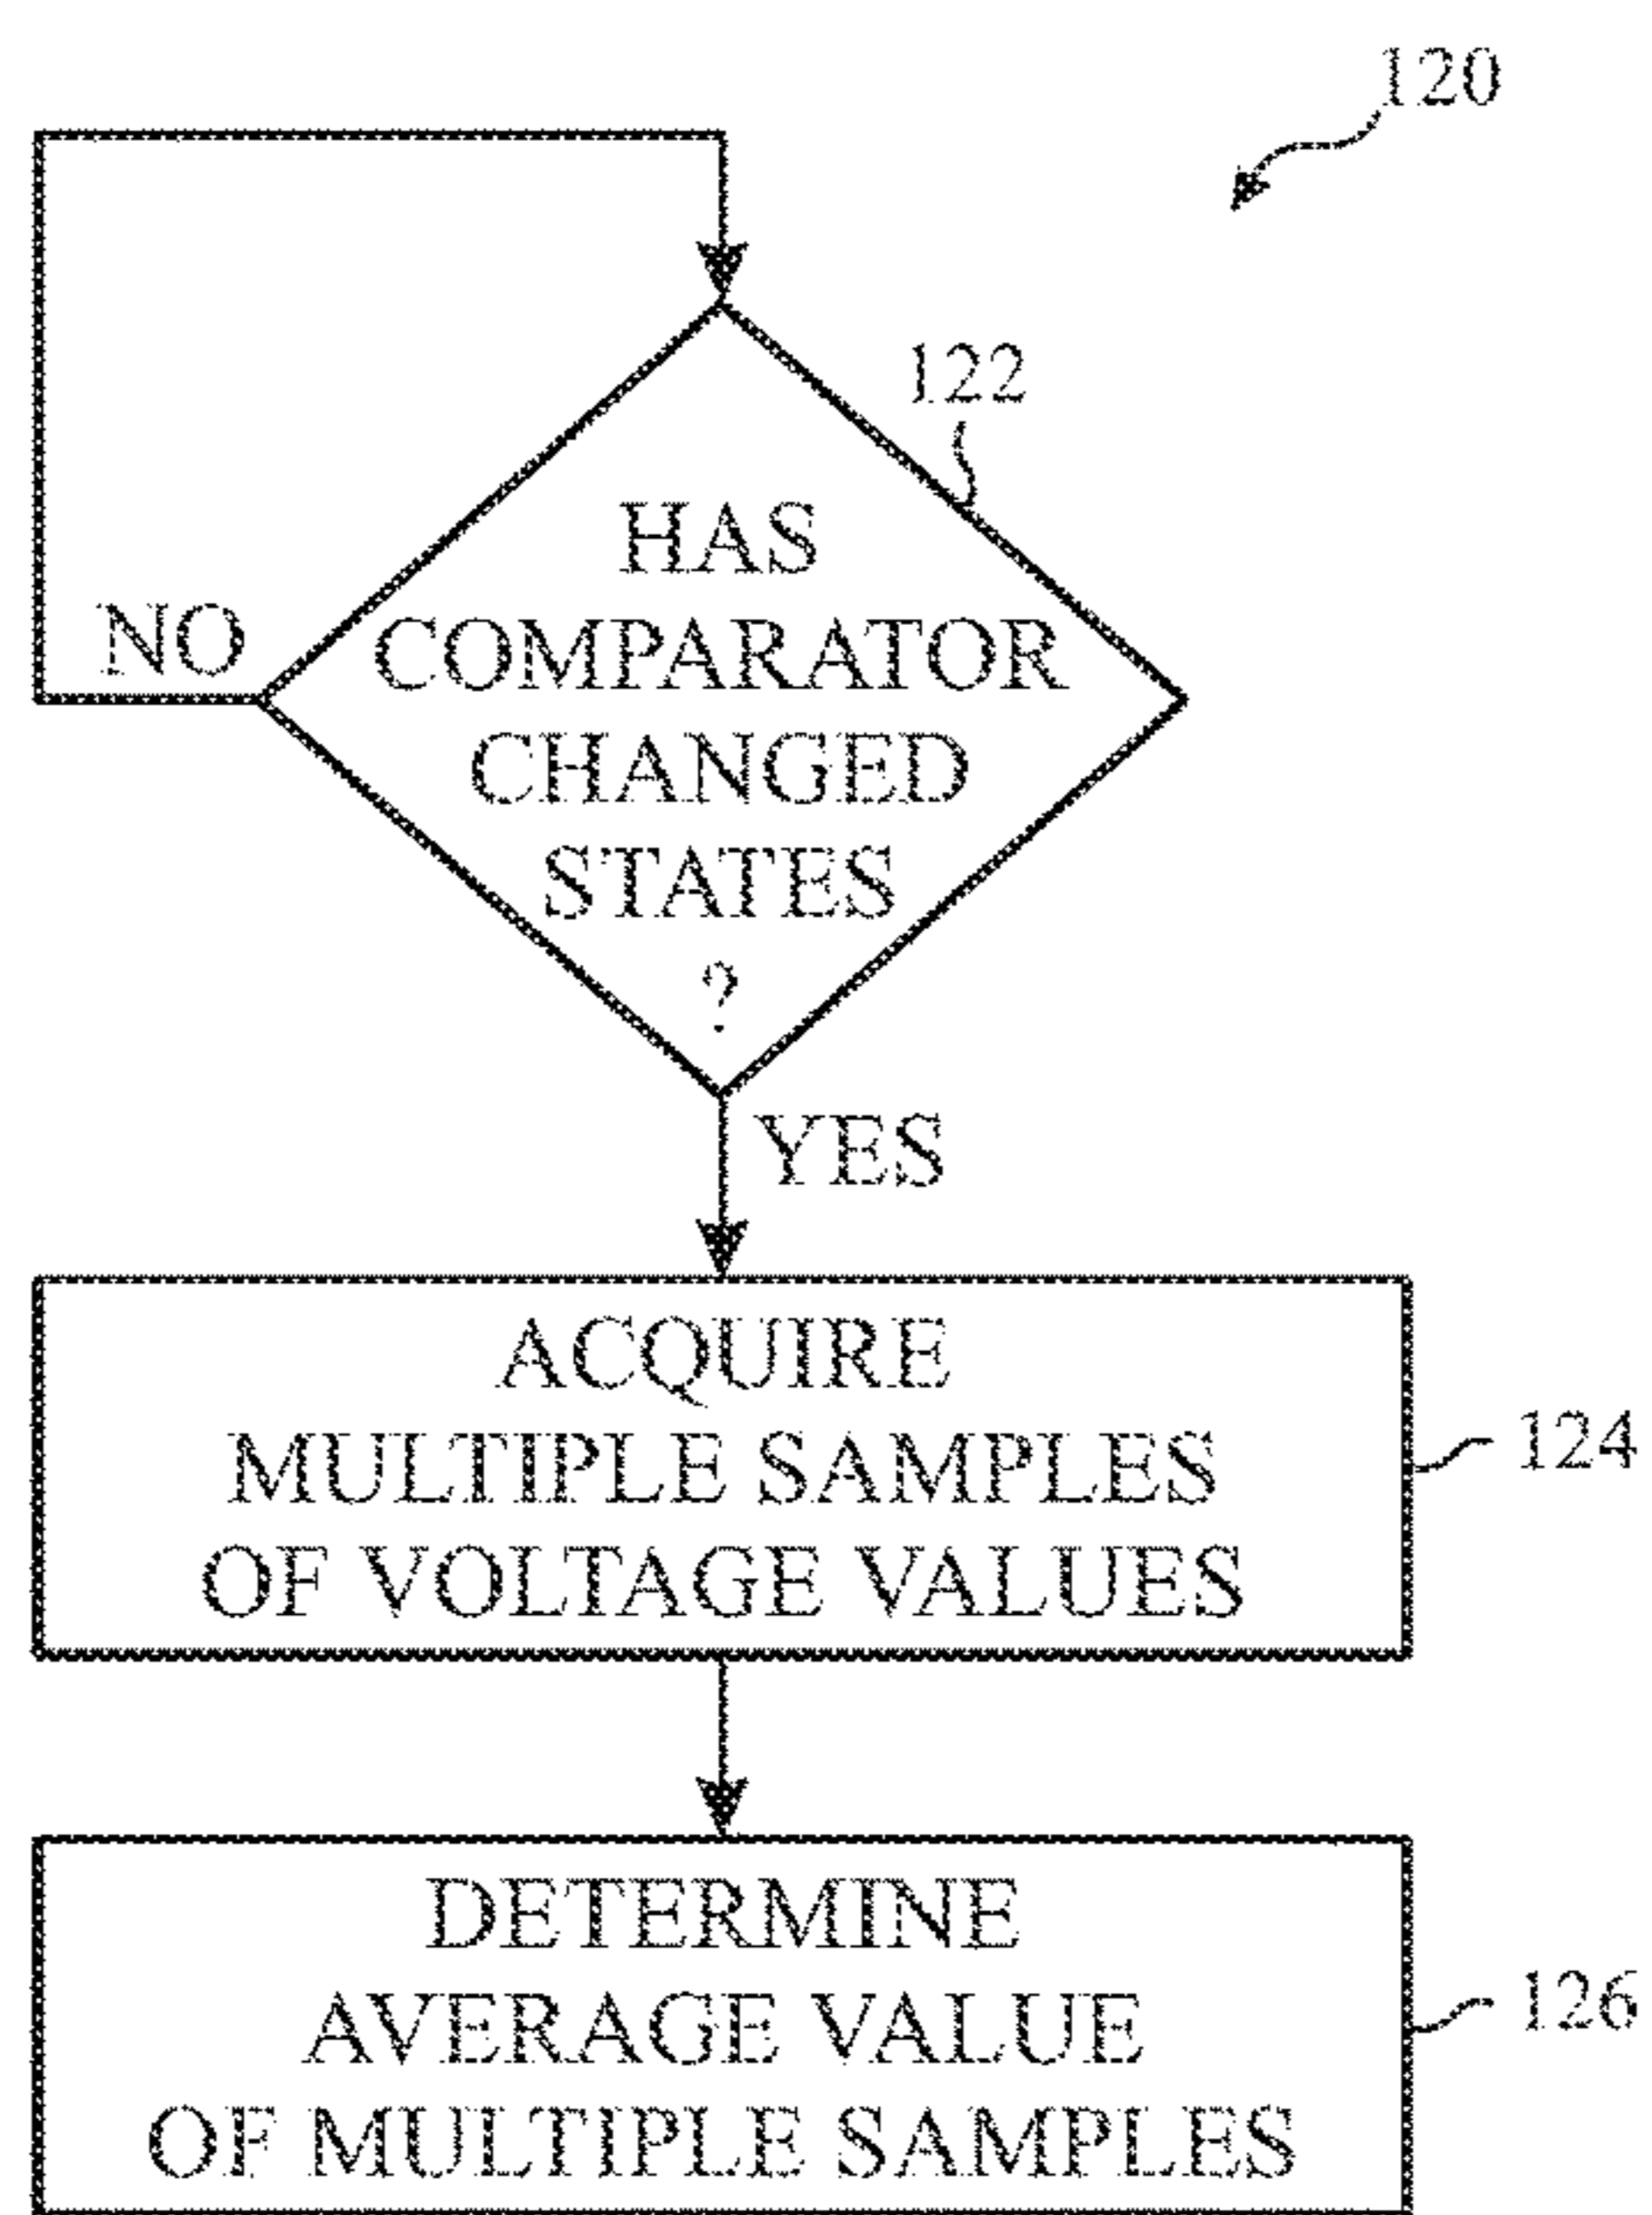 120
122
HAS
COMPARATOR
CHANGED
STATES
?
NO
YES
ACQUIRE
MULTIPLE SAMPLES
OF VOLTAGE VALUES
124
DETERMINE
AVERAGE VALUE
OF MULTIPLE SAMPLES
126